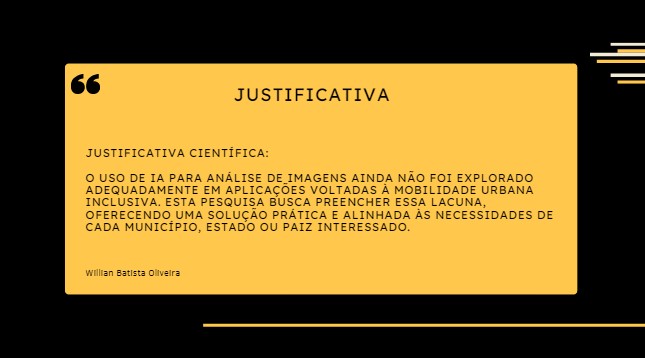 ❝
JUSTIFICATIVA
JUSTIFICATIVA CIENTÍFICA:
O USO DE IA PARA ANÁLISE DE IMAGENS AINDA NÃO FOI EXPLORADO
ADEQUADAMENTE EM APLICAÇÕES VOLTADAS À MOBILIDADE URBANA
INCLUSIVA. ESTA PESQUISA BUSCA PREENCHER ESSA LACUNA,
OFERECENDO UMA SOLUÇÃO PRÁTICA E ALINHADA ÀS NECESSIDADES DE
CADA MUNICÍPIO, ESTADO OU PAIZ INTERESSADO.
Willian Batista Oliveira